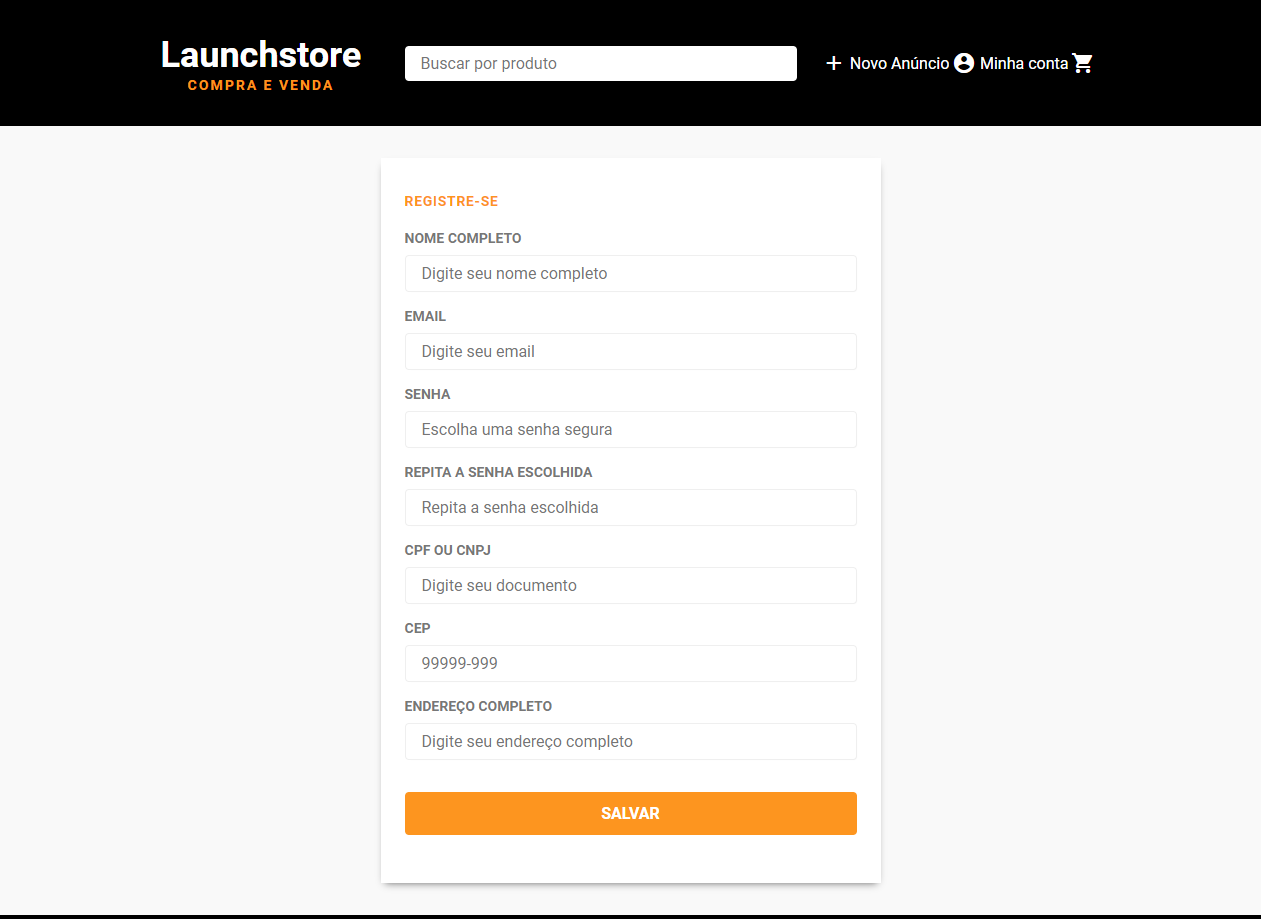 Launchstore
COMPRA E VENDA
Buscar por produto
Novo Anúncio
Minha conta
REGISTRE-SE
NOME COMPLETO
Digite seu nome completo
EMAIL
Digite seu email
SENHA
Escolha uma senha segura
REPITA A SENHA ESCOLHIDA
Repita a senha escolhida
CPF OU CNPJ
Digite seu documento
CEP
99999-999
ENDEREÇO COMPLETO
Digite seu endereço completo
SALVAR